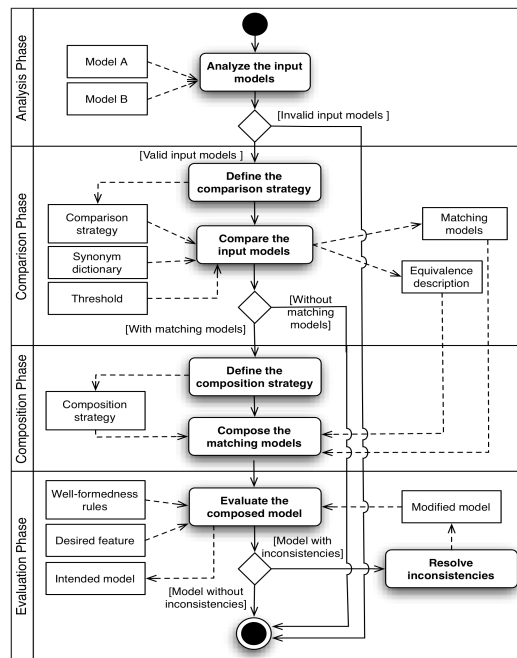 Analysis Phase
Model A
Model B
Analyze the input
models
[Invalid input models ]
[Valid input models ]
Comparison Phase
Define the
comparison strategy
Comparison
strategy
Compare the
input models
Synonym
dictionary
Threshold
Matching
models
Equivalence
description
[Without
matching
models]
[With matching models]
Composition Phase
Define the
composition strategy
Composition
strategy
Compose the
matching models
Evaluation Phase
Well-formedness
rules
Evaluate the
composed model
Modified model
Desired feature
[Model with
inconsistencies]
Intended model
Resolve
inconsistencies
[Model without
inconsistencies]